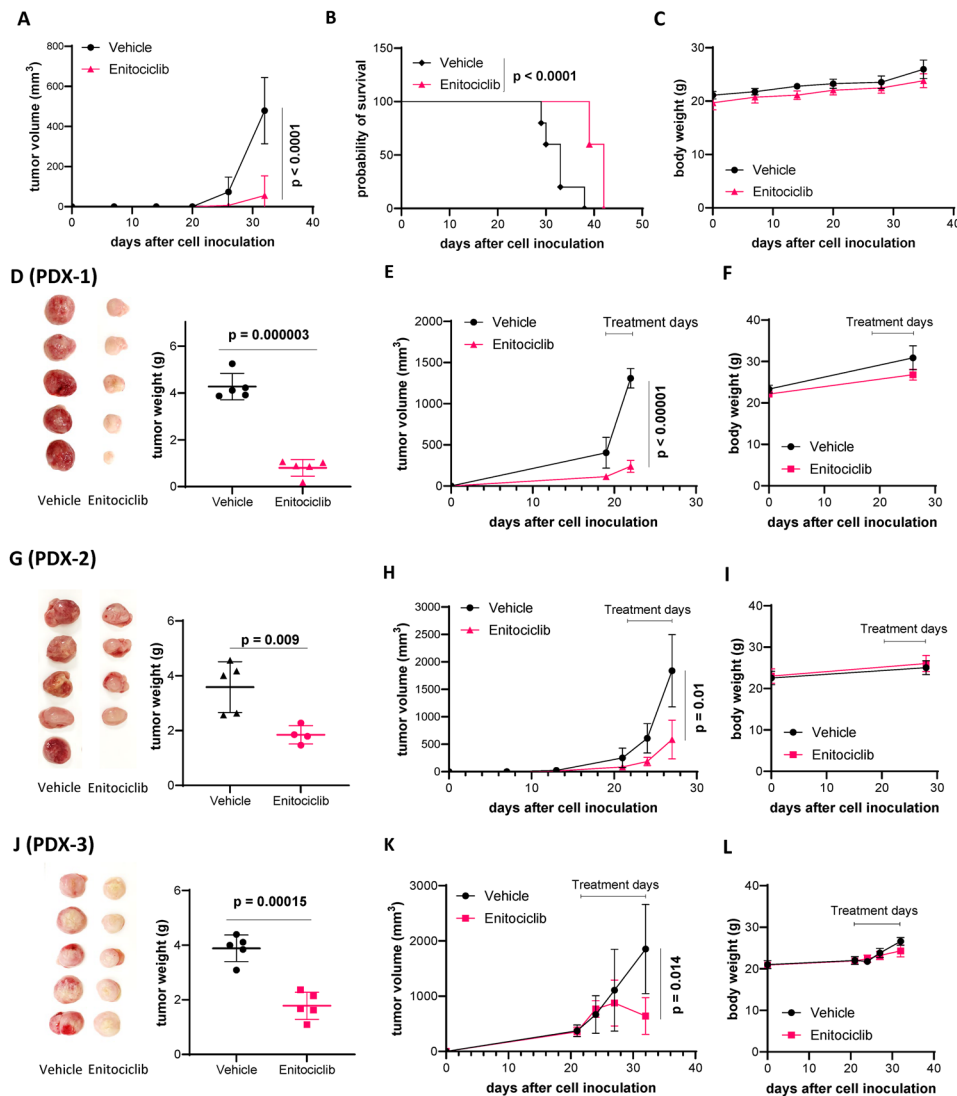 A
Vehicle
Enitociclib
tumor volume (mm³)
800
600
400
200
0
0 10 20 30 40
days after cell inoculation
p < 0.0001
B
Vehicle
Enitociclib
p < 0.0001
probability of survival
150
100
50
0
0 10 20 30 40 50
days after cell inoculation
C
body weight (g)
30
20
10
0
0 10 20 30 40
Vehicle
Enitociclib
days after cell inoculation
D (PDX-1)
Vehicle Enitociclib
tumor weight (g)
6
4
2
0
p = 0.000003
Vehicle Enitociclib
E
Vehicle
Enitociclib
Treatment days
tumor volume (mm³)
2000
1500
1000
500
0
0 10 20 30
p < 0.00001
days after cell inoculation
F
Treatment days
body weight (g)
40
30
20
10
0
0 10 20 30
Vehicle
Enitociclib
days after cell inoculation
G (PDX-2)
Vehicle Enitociclib
tumor weight (g)
6
4
2
0
p = 0.009
Vehicle Enitociclib
H
Vehicle
Enitociclib
Treatment days
tumor volume (mm³)
3000
2500
2000
1500
1000
500
0
0 10 20 30
p = 0.01
days after cell inoculation
I
Treatment days
body weight (g)
40
30
20
10
0
0 10 20 30
Vehicle
Enitociclib
days after cell inoculation
J (PDX-3)
Vehicle Enitociclib
tumor weight (g)
6
4
2
0
p = 0.00015
Vehicle Enitociclib
K
Vehicle
Enitociclib
Treatment days
tumor volume (mm³)
3000
2000
1000
0
0 10 20 30 40
p = 0.014
days after cell inoculation
L
Treatment days
body weight (g)
40
30
20
10
0
0 10 20 30 40
Vehicle
Enitociclib
days after cell inoculation